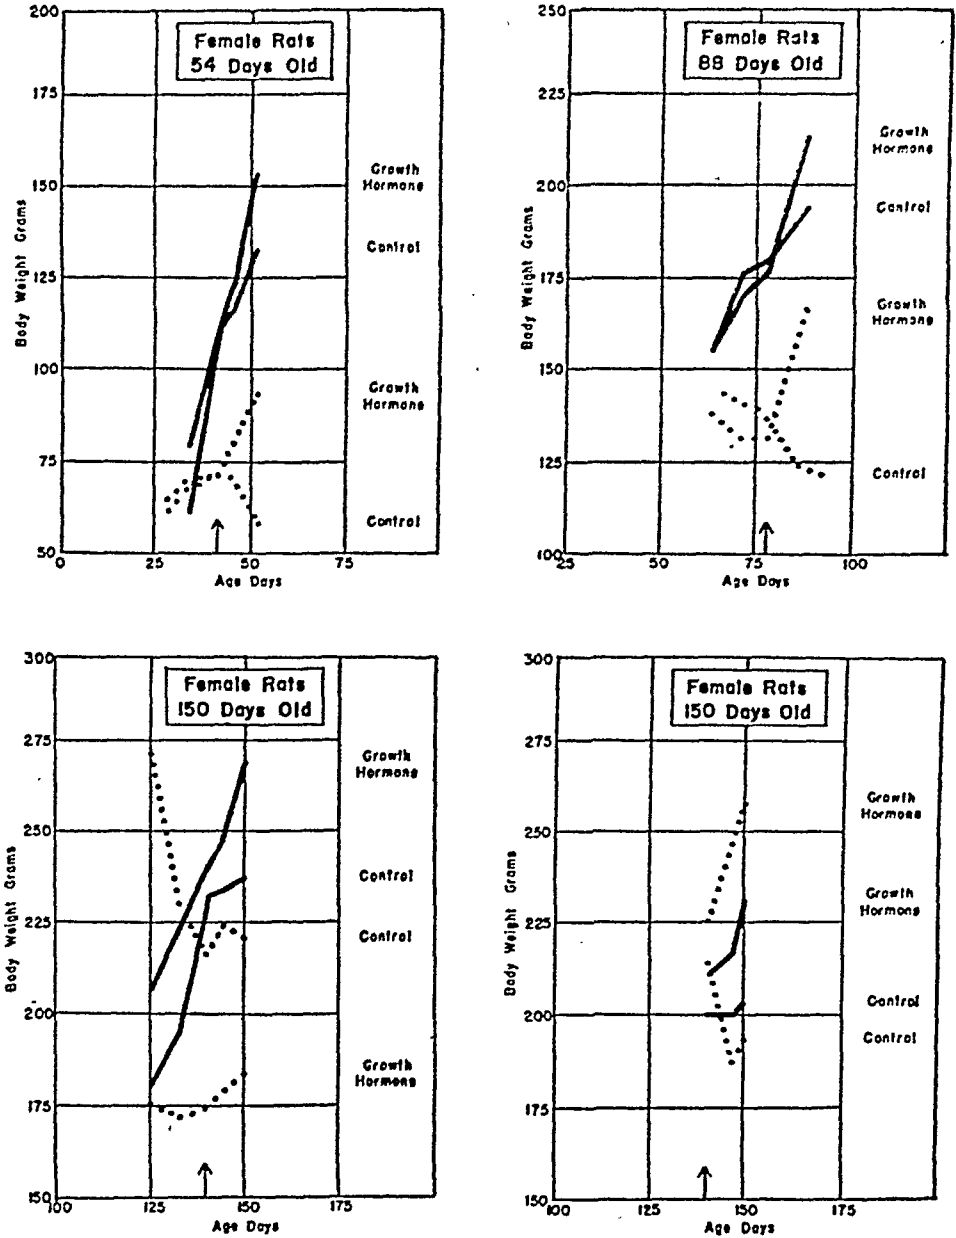 200
175
150
125
100
75
50
0
25
50
75
Body Weight Grams
Age Days
Female Rats
54 Days Old
Growth
Hormone
Control
Growth
Hormone
Control
250
225
200
175
150
125
100
25
50
75
100
Body Weight Grams
Age Days
Female Rats
88 Days Old
Growth
Hormone
Control
Growth
Hormone
Control
300
275
250
225
200
175
150
100
125
150
175
Body Weight Grams
Age Days
Female Rats
150 Days Old
Growth
Hormone
Control
Control
Growth
Hormone
300
275
250
225
200
175
150
100
125
150
175
Body Weight Grams
Age Days
Female Rats
150 Days Old
Growth
Hormone
Growth
Hormone
Control
Control